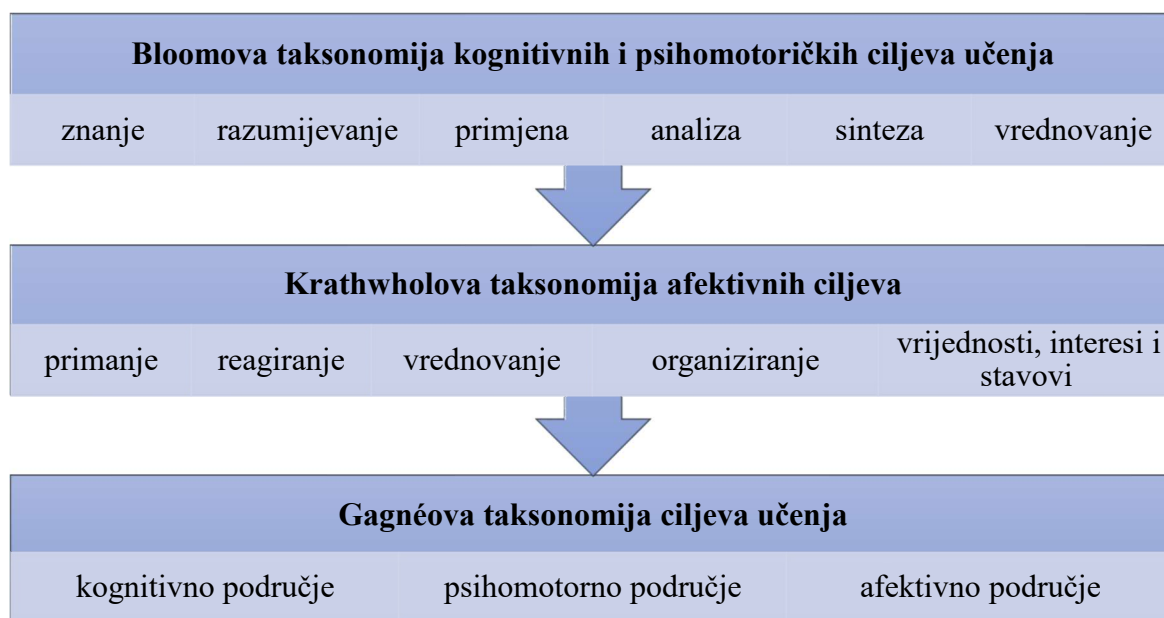 Bloomova taksonomija kognitivnih i psihomotoričkih ciljeva učenja
znanje razumijevanje primjena analiza sinteza vrednovanje
Krathwholova taksonomija afektivnih ciljeva
primanje reagiranje vrednovanje organiziranje vrijednosti, interesi i
stavovi
Gagnéova taksonomija ciljeva učenja
kognitivno područje psihomotorno područje afektivno područje